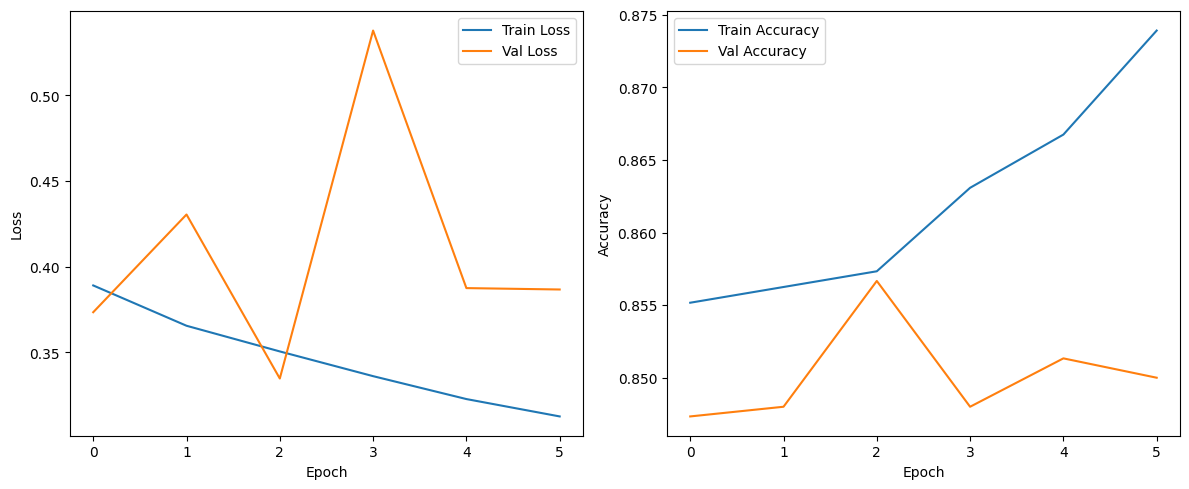 Train Loss
Val Loss
0.50
0.45
0.40
0.35
Loss
0 1 2 3 4 5
Epoch
Train Accuracy
Val Accuracy
0.875
0.870
0.865
0.860
0.855
0.850
Accuracy
0 1 2 3 4 5
Epoch